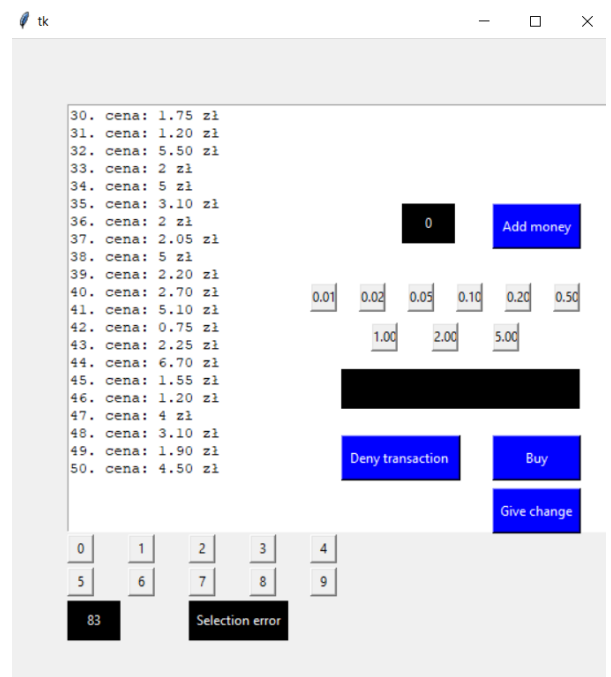 tk
30. cena: 1.75 zł
31. cena: 1.20 zł
32. cena: 5.50 zł
33. cena: 2 zł
34. cena: 5 zł
35. cena: 3.10 zł
36. cena: 2 zł
37. cena: 2.05 zł
38. cena: 5 zł
39. cena: 2.20 zł
40. cena: 2.70 zł
41. cena: 5.10 zł
42. cena: 0.75 zł
43. cena: 2.25 zł
44. cena: 6.70 zł
45. cena: 1.55 zł
46. cena: 1.20 zł
47. cena: 4 zł
48. cena: 3.10 zł
49. cena: 1.90 zł
50. cena: 4.50 zł
0 Add money
0.01 0.02 0.05 0.10 0.20 0.50
1.00 2.00 5.00
Deny transaction Buy
Give change
0 1 2 3 4
5 6 7 8 9
83 Selection error